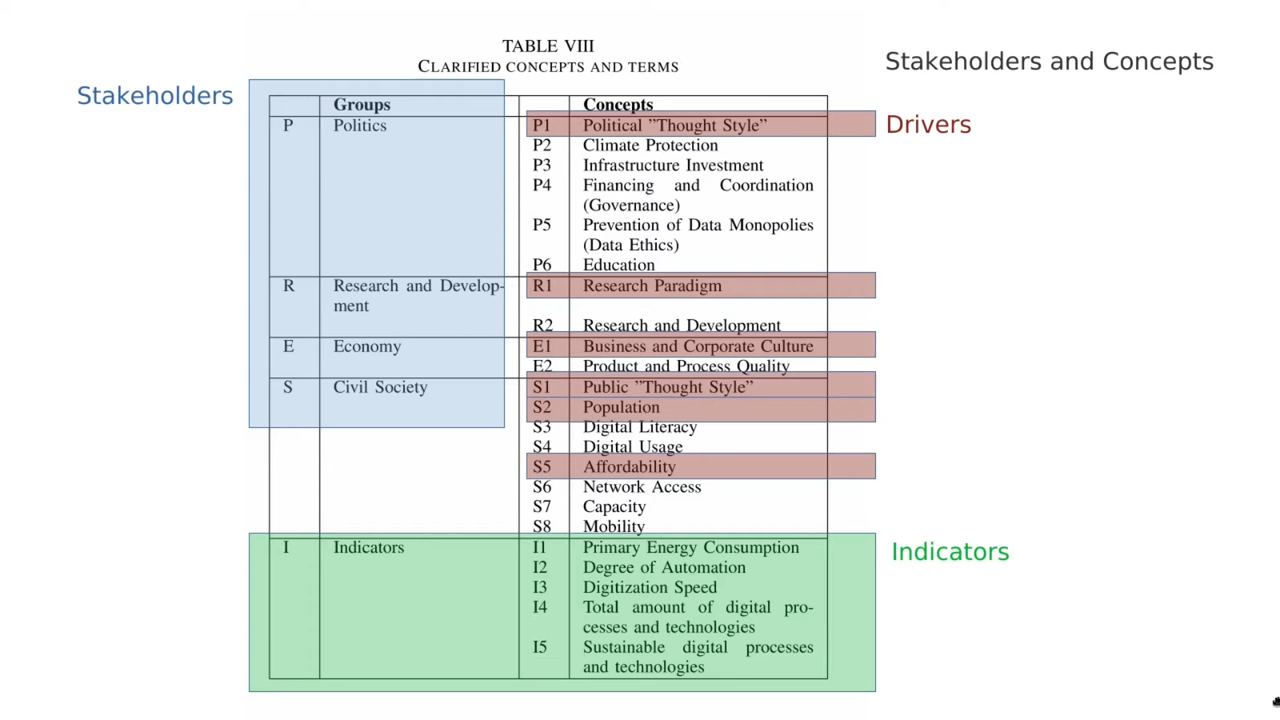 TABLE VIII
CLARIFIED CONCEPTS AND TERMS
Stakeholders and Concepts
Stakeholders
Groups Concepts
P Politics P1 Political ”Thought Style”
Drivers
P2 Climate Protection
P3 Infrastructure Investment
P4 Financing and Coordination
(Governance)
P5 Prevention of Data Monopolies
(Data Ethics)
P6 Education
R Research and Develop- R1 Research Paradigm
ment
R2 Research and Development
E Economy E1 Business and Corporate Culture
E2 Product and Process Quality
S Civil Society S1 Public ”Thought Style”
S2 Population
S3 Digital Literacy
S4 Digital Usage
S5 Affordability
S6 Network Access
S7 Capacity
S8 Mobility
I Indicators I1 Primary Energy Consumption
Indicators
I2 Degree of Automation
I3 Digitization Speed
I4 Total amount of digital pro-
cesses and technologies
I5 Sustainable digital processes
and technologies